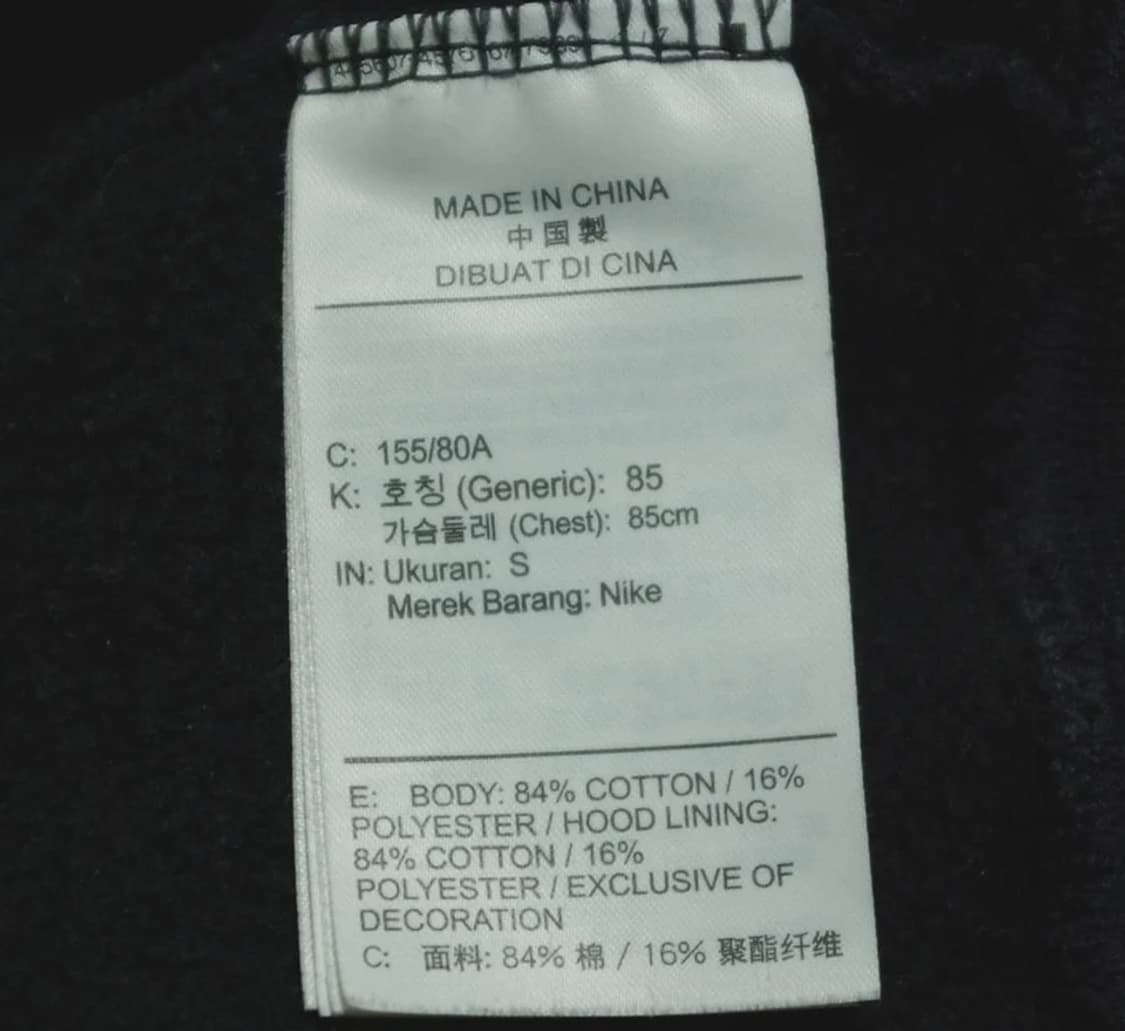 MADE IN CHINA
中国製
DIBUAT DI CINA
C: 155/80A
K: 호칭 (Generic): 85
가슴둘레 (Chest): 85cm
IN: Ukuran: S
Merek Barang: Nike
E: BODY: 84% COTTON / 16%
POLYESTER / HOOD LINING:
84% COTTON / 16%
POLYESTER / EXCLUSIVE OF
DECORATION
C: 面料: 84% 棉 / 16% 聚酯纤维